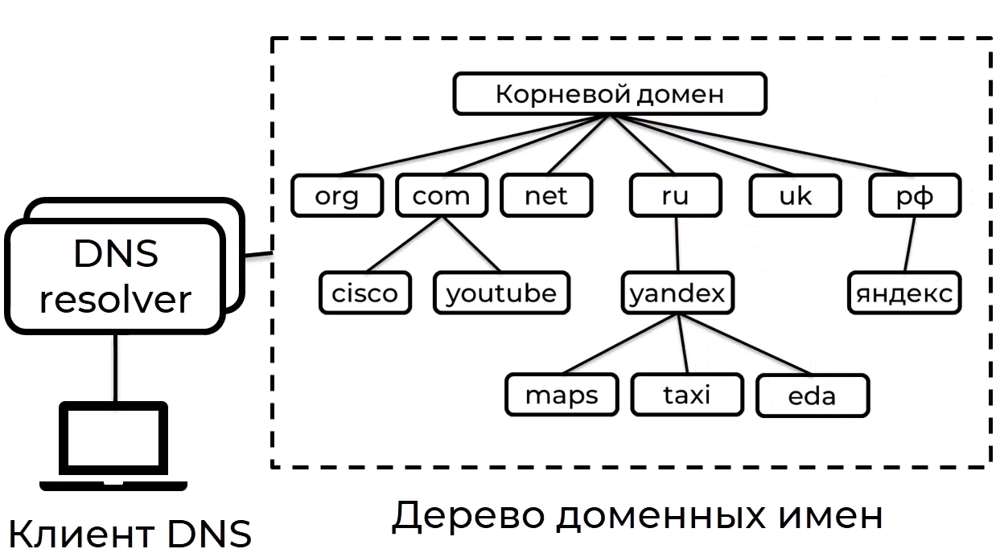 Корневой домен
org
com
net
ru
uk
рф
DNS
resolver
cisco
youtube
yandex
яндекс
maps
taxi
eda
Клиент DNS
Дерево доменных имен